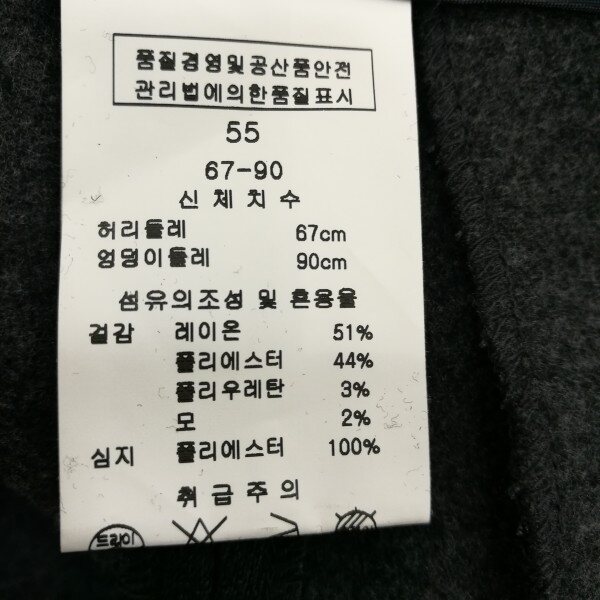 품질경영및공산품안전
관리법에의한품질표시
55
67-90
신체치수
허리둘레 67cm
엉덩이둘레 90cm
섬유의조성 및 혼용율
겉감 레이온 51%
폴리에스터 44%
폴리우레탄 3%
모 2%
심지 폴리에스터 100%
취급주의
드라이